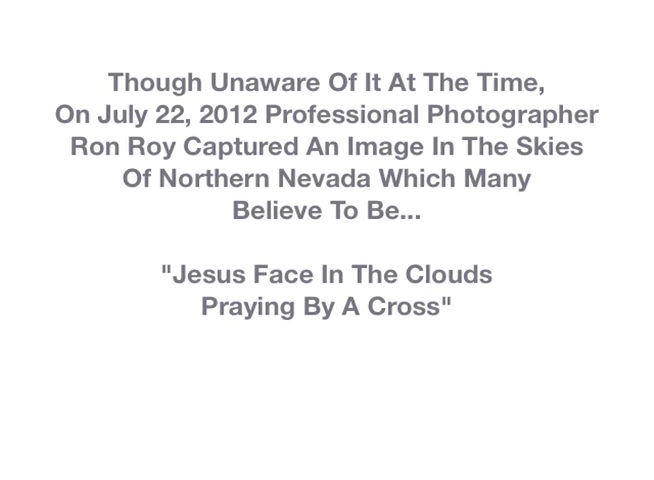 Though Unaware Of It At The Time,
On July 22, 2012 Professional Photographer
Ron Roy Captured An Image In The Skies
Of Northern Nevada Which Many
Believe To Be...
"Jesus Face In The Clouds
Praying By A Cross"